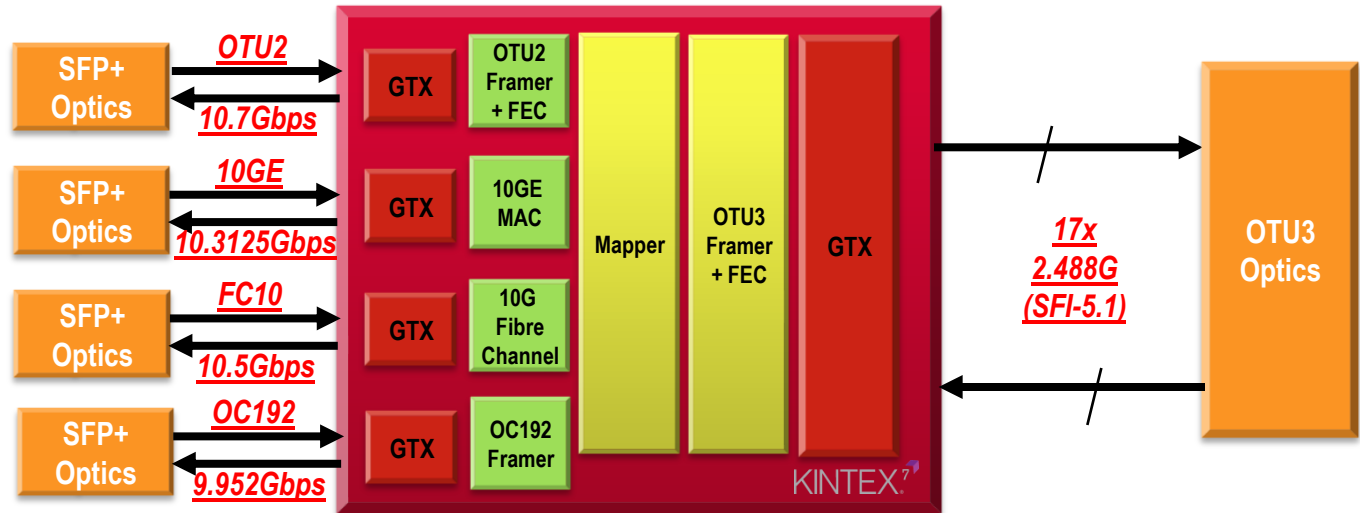 SFP+
Optics
OTU2
10.7Gbps
GTX
OTU2
Framer
+ FEC
SFP+
Optics
10GE
10.3125Gbps
GTX
10GE
MAC
SFP+
Optics
FC10
10.5Gbps
GTX
10G
Fibre
Channel
SFP+
Optics
OC192
9.952Gbps
GTX
OC192
Framer
Mapper
OTU3
Framer
+ FEC
GTX
KINTEX.7
17x
2.488G
(SFI-5.1)
OTU3
Optics